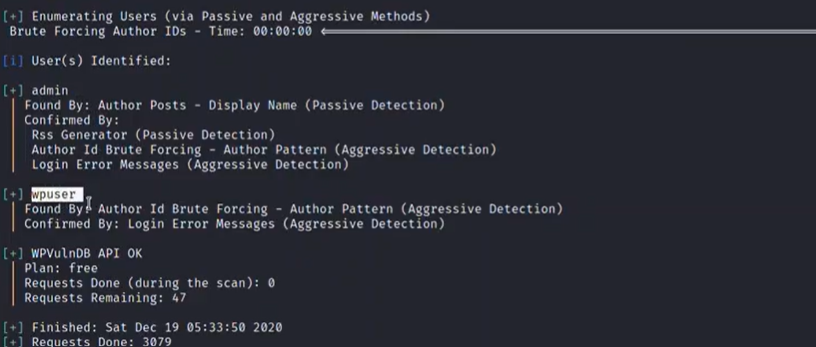 [+] Enumerating Users (via Passive and Aggressive Methods)
Brute Forcing Author IDs - Time: 00:00:00
[i] User(s) Identified:
[+] admin
| Found By: Author Posts - Display Name (Passive Detection)
| Confirmed By:
| Rss Generator (Passive Detection)
| Author Id Brute Forcing - Author Pattern (Aggressive Detection)
| Login Error Messages (Aggressive Detection)
[+] wpuser
| Found By: Author Id Brute Forcing - Author Pattern (Aggressive Detection)
| Confirmed By: Login Error Messages (Aggressive Detection)
[+] WPVulnDB API OK
| Plan: free
| Requests Done (during the scan): 0
| Requests Remaining: 47
[+] Finished: Sat Dec 19 05:33:50 2020
[+] Requests Done: 3079